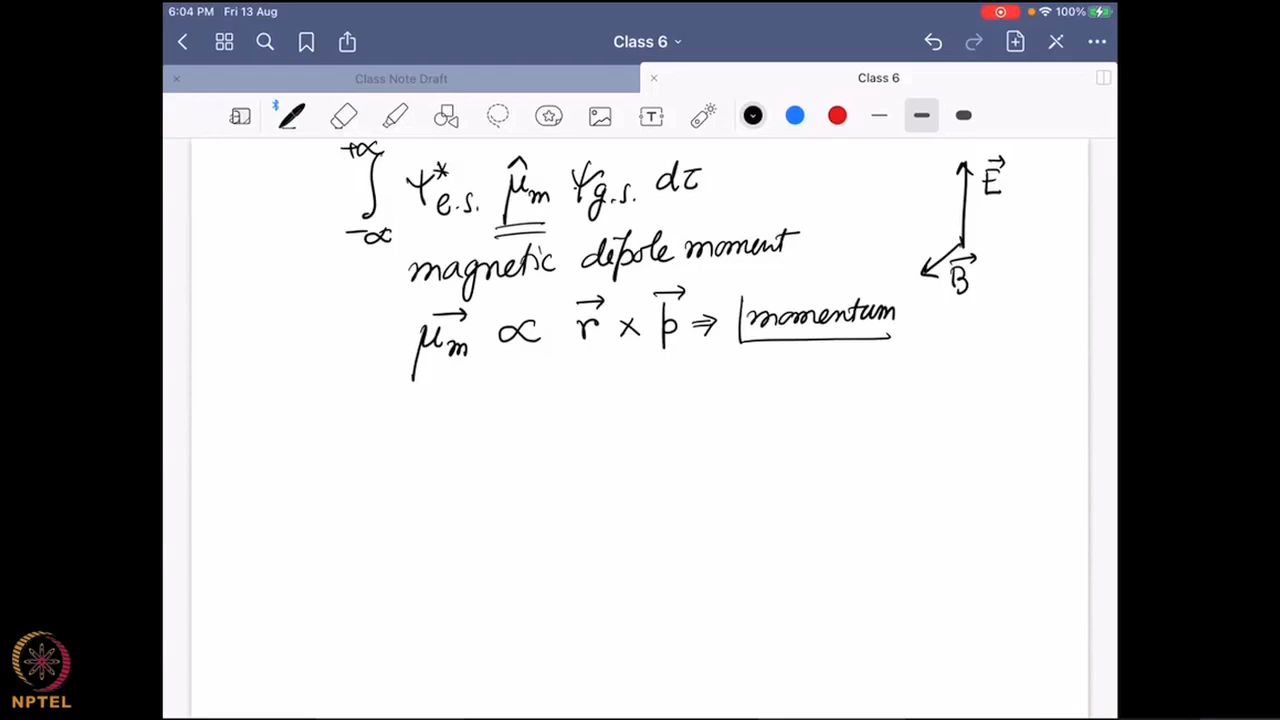 6:04 PM Fri 13 Aug 100%
Class 6
Class Note Draft Class 6
T
+∝
∫ ψ*e.s. μ̂m ψg.s. dτ
-∝
E⃗
magnetic depole moment
B⃗
μ⃗m ∝ r⃗ × p⃗ ⇒ momentum
NPTEL